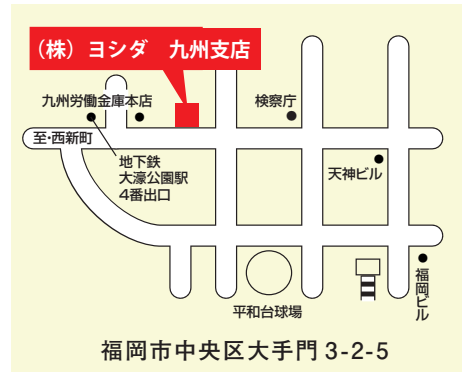 （株）ヨシダ 九州支店
九州労働金庫本店
検察庁
至・西新町
地下鉄
大濠公園駅
4番出口
天神ビル
福岡ビル
平和台球場
福岡市中央区大手門 3-2-5